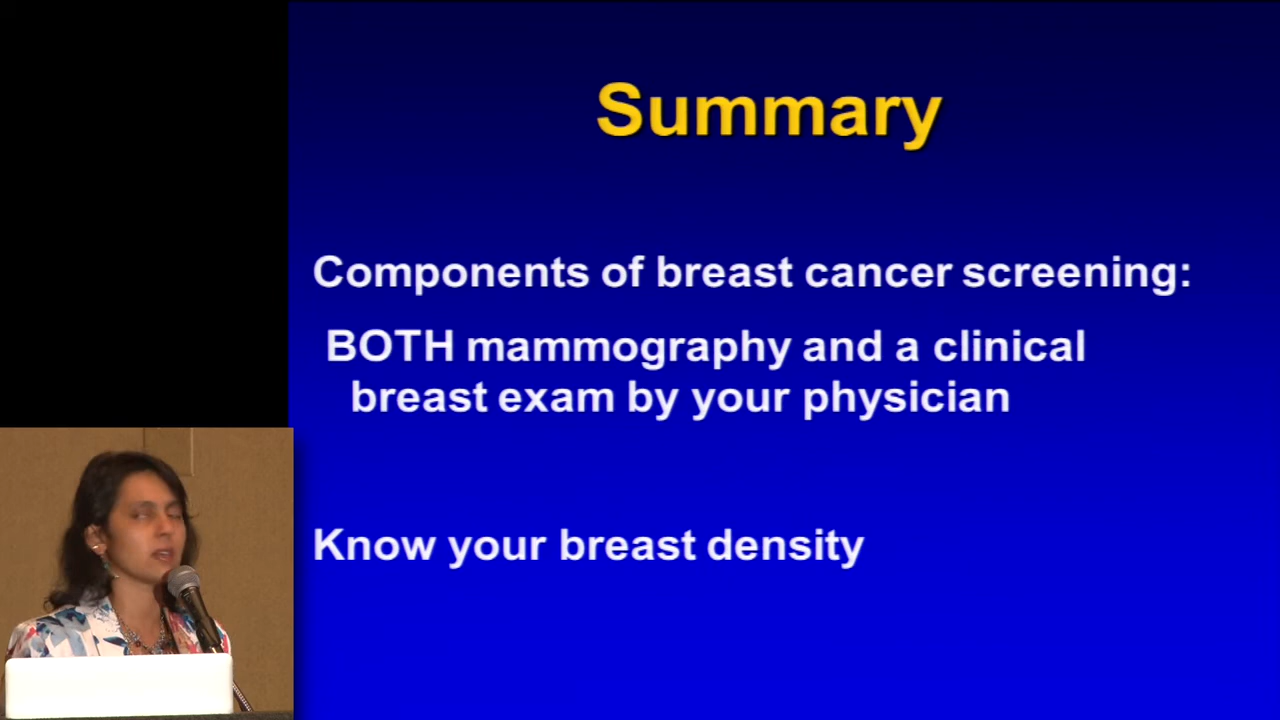 Summary
Components of breast cancer screening:
BOTH mammography and a clinical
breast exam by your physician
Know your breast density